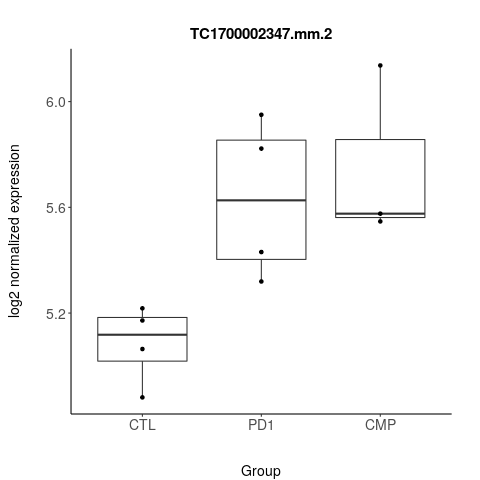 TC1700002347.mm.2
log2 normalized expression
6.0
5.6
5.2
CTL PD1 CMP
Group